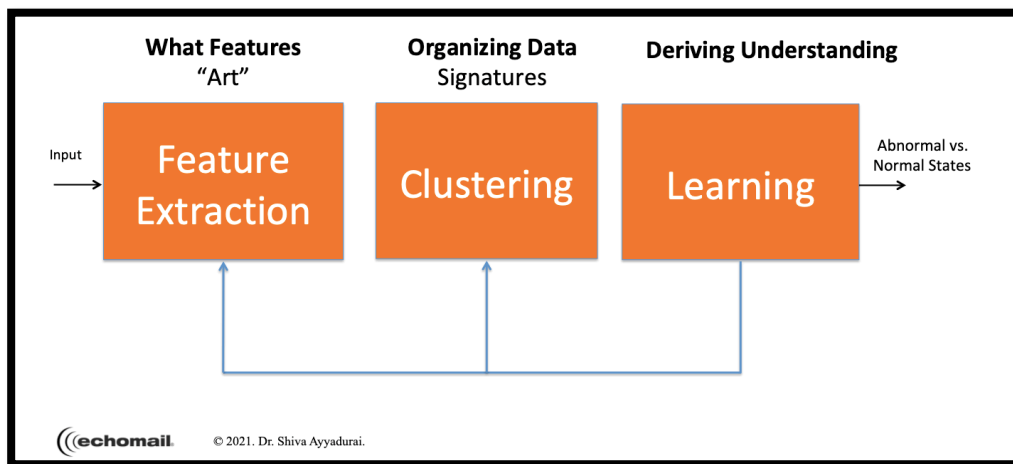 What Features
“Art”
Organizing Data
Signatures
Deriving Understanding
Input
Feature
Extraction
Clustering
Learning
Abnormal vs.
Normal States
echomail
© 2021. Dr. Shiva Ayyadurai.